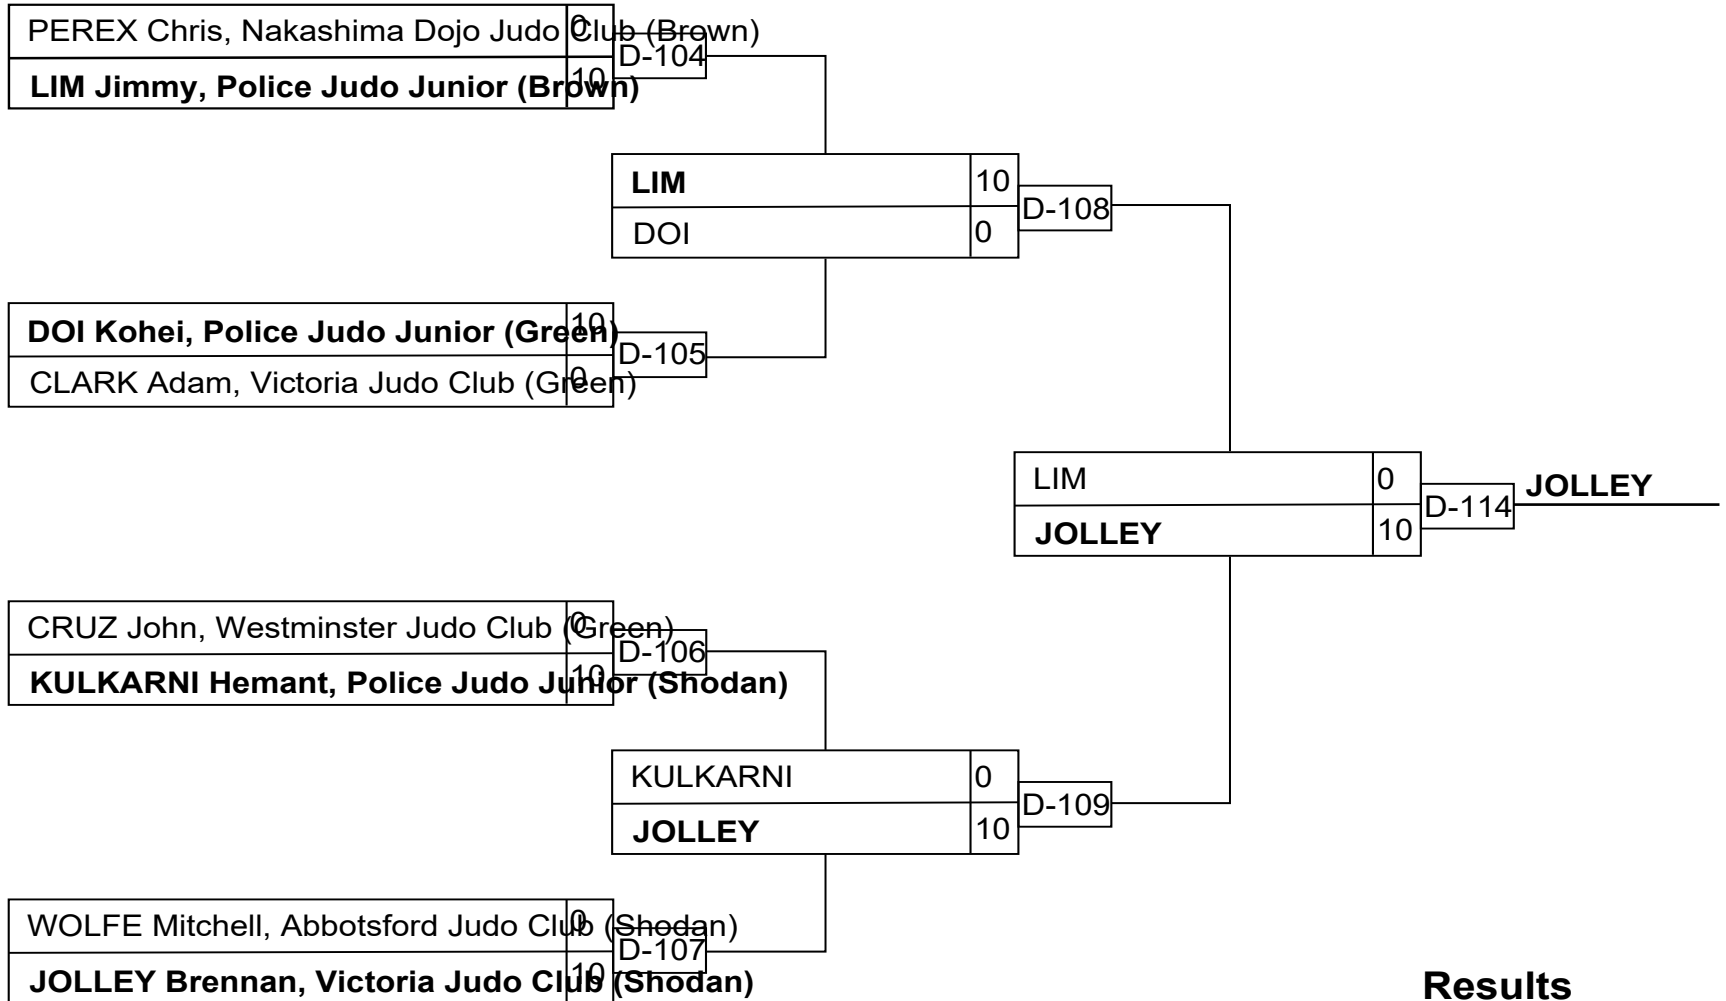 PEREX Chris, Nakashima Dojo Judo Club (Brown) 0
D-104
LIM Jimmy, Police Judo Junior (Brown) 10
LIM 10
D-108
DOI 0
DOI Kohei, Police Judo Junior (Green) 10
D-105
CLARK Adam, Victoria Judo Club (Green) 0
LIM 0
JOLLEY
D-114
JOLLEY 10
CRUZ John, Westminster Judo Club (Green) 0
D-106
KULKARNI Hemant, Police Judo Junior (Shodan) 10
KULKARNI 0
D-109
JOLLEY 10
WOLFE Mitchell, Abbotsford Judo Club (Shodan) 0
D-107
JOLLEY Brennan, Victoria Judo Club (Shodan) 10
Results